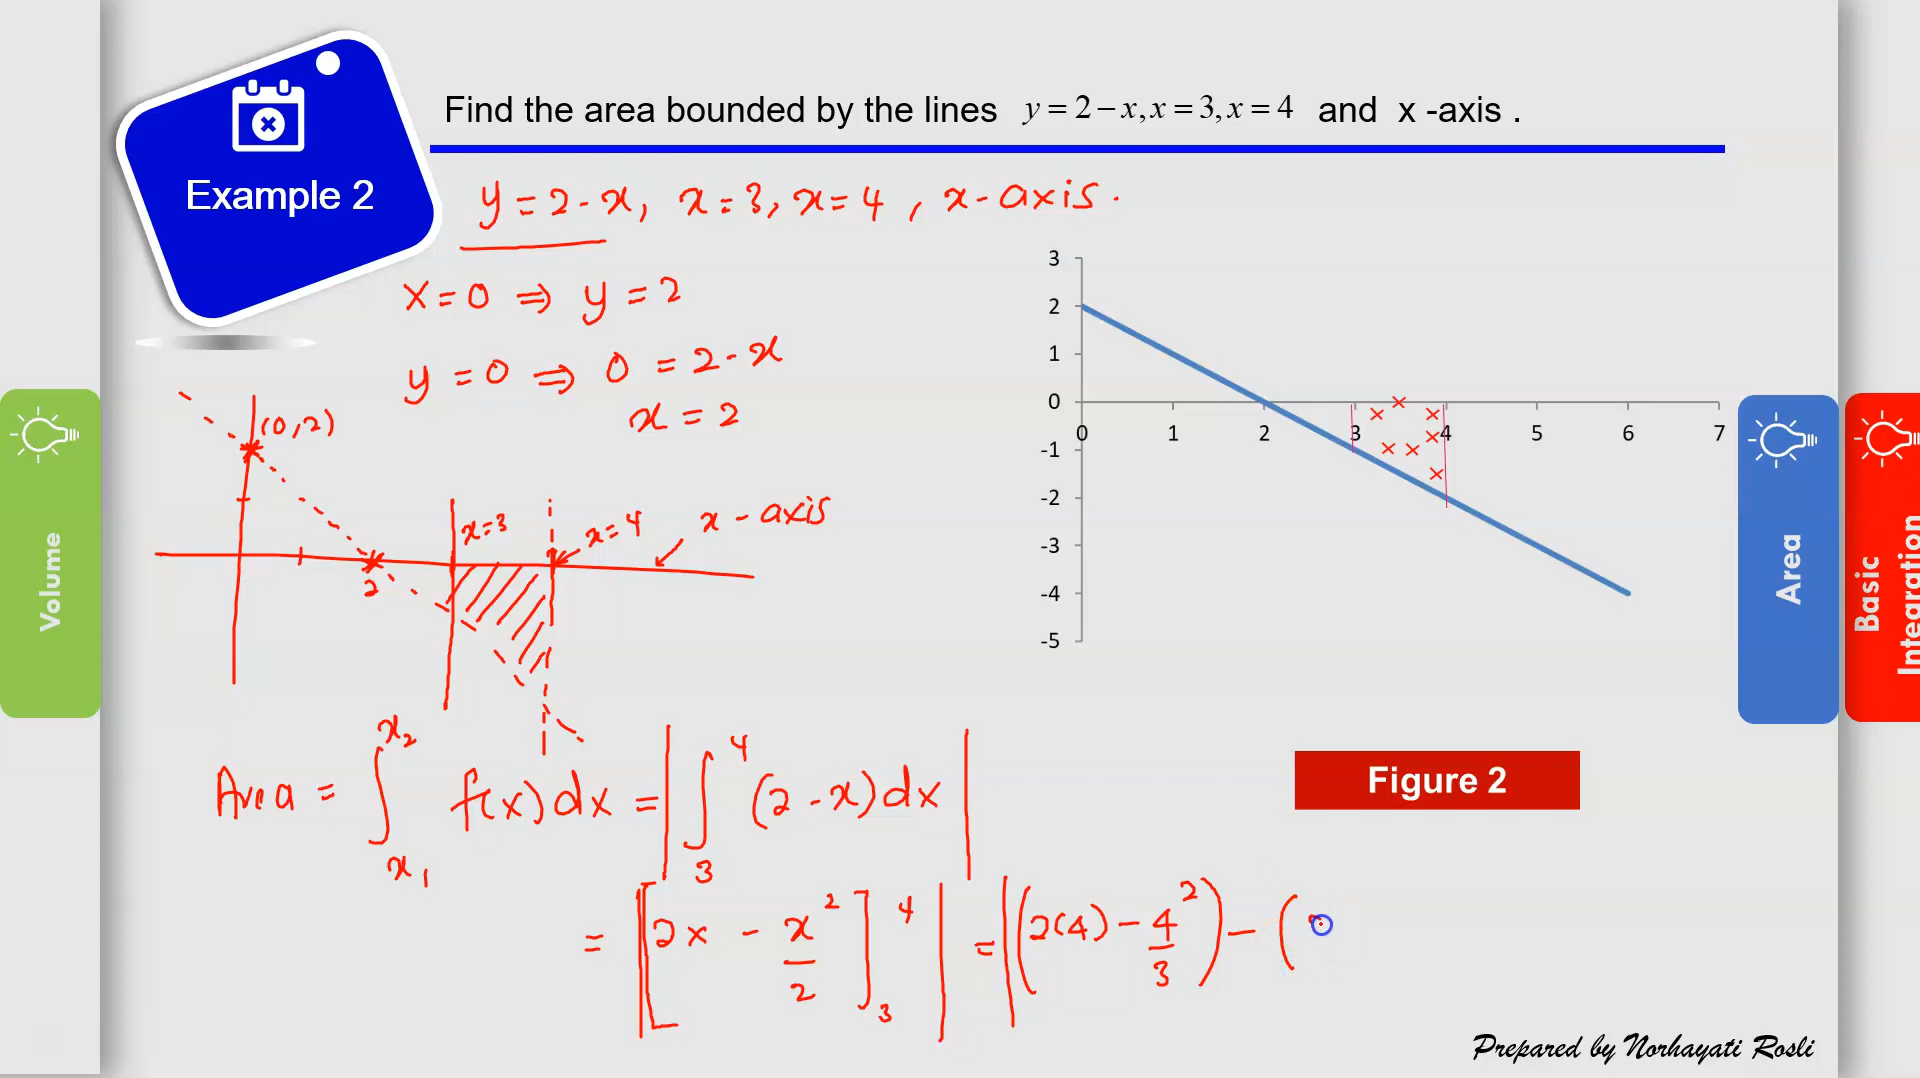 Find the area bounded by the lines y = 2 − x, x = 3, x = 4 and x -axis .
Example 2
y = 2 - x, x = 3, x = 4 , x - axis .
x = 0 ⇒ y = 2
y = 0 ⇒ 0 = 2 - x
x = 2
(0,2)
x=3
x=4
x - axis
2
3
2
1
0
-1
-2
-3
-4
-5
0 1 2 3 4 5 6 7
Volume
Area
Basic
Integration
Figure 2
Area = ∫_{x₁}^{x₂} f(x) dx = | ∫_3^4 (2 - x) dx |
= | [ 2x - x²/2 ]_3^4 | = | ( 2(4) - 4²/3 ) - (
Prepared by Norhayati Rosli